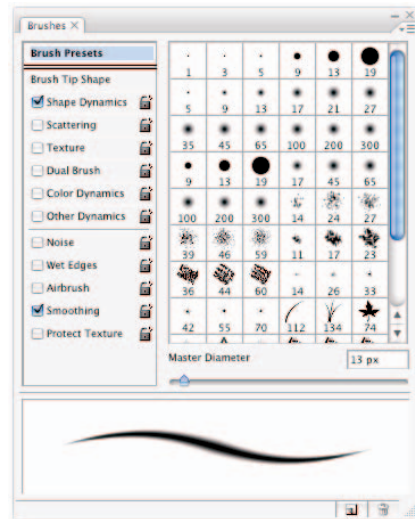 Brushes ×
Brush Presets
Brush Tip Shape
Shape Dynamics
Scattering
Texture
Dual Brush
Color Dynamics
Other Dynamics
Noise
Wet Edges
Airbrush
Smoothing
Protect Texture
1 3 5 9 13 19
5 9 13 17 21 27
35 45 65 100 200 300
9 13 19 17 45 65
100 200 300 14 24 27
39 46 59 11 17 23
36 44 60 14 26 33
42 55 70 112 134 74
Master Diameter
13 px